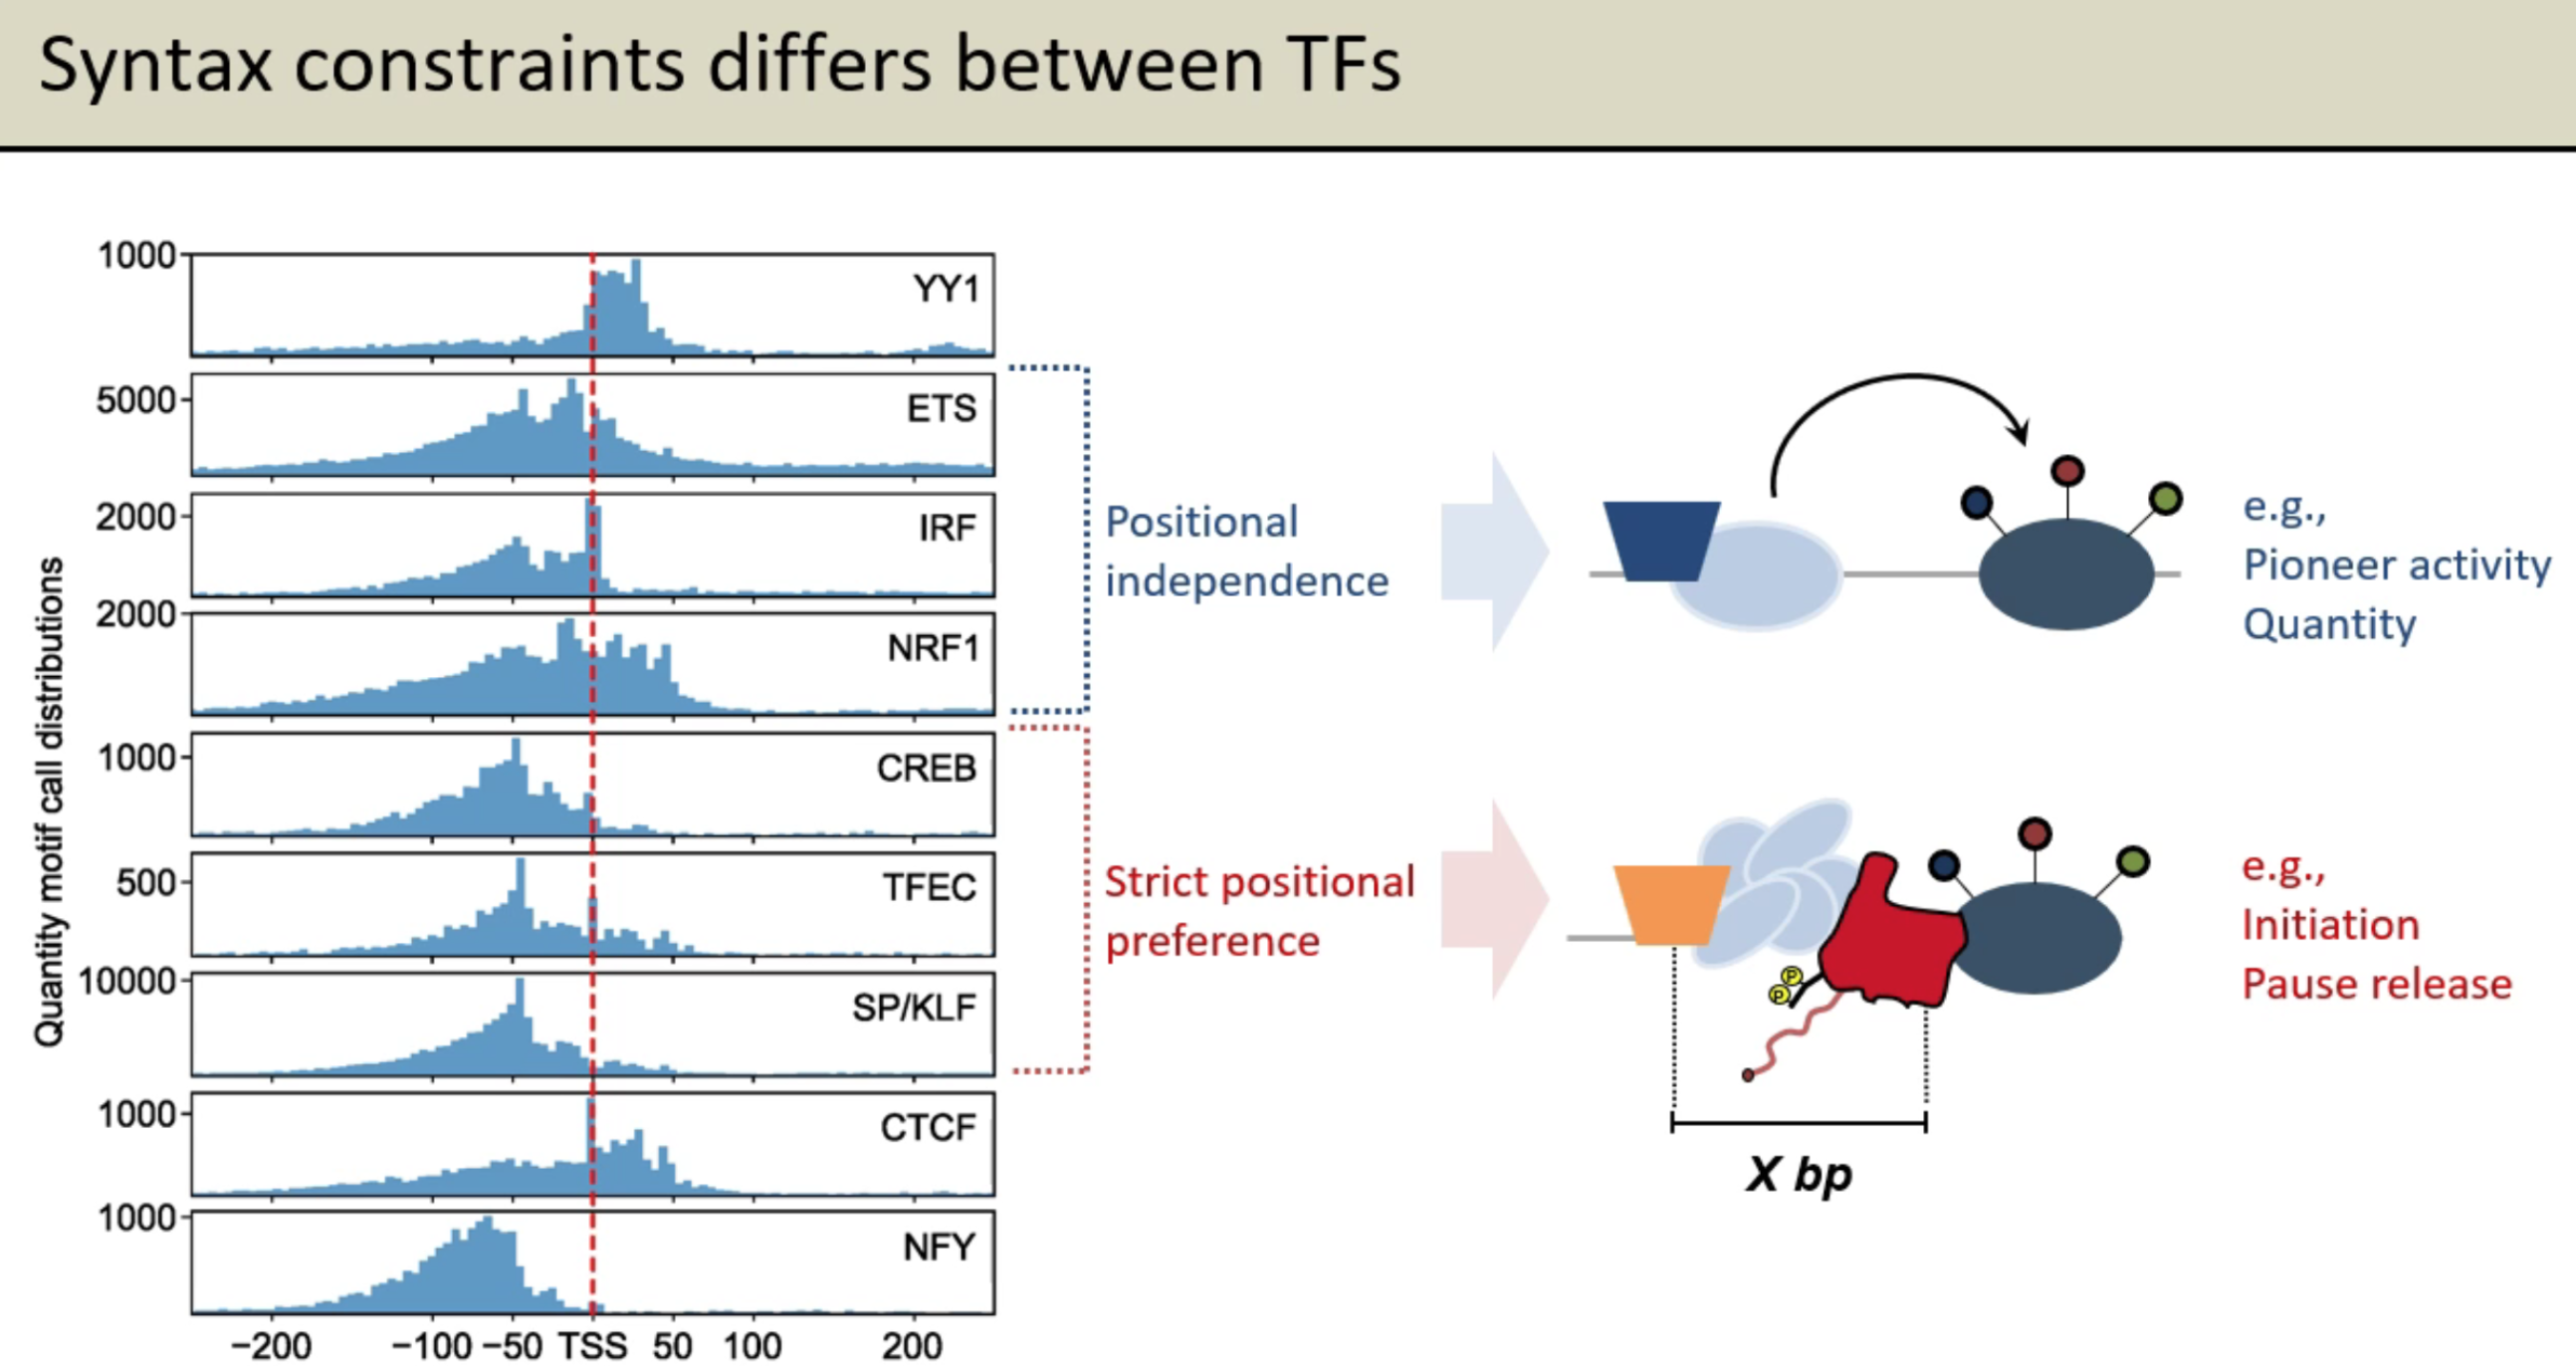 Syntax constraints differs between TFs
Quantity motif call distributions
1000
YY1
5000
ETS
2000
IRF
2000
NRF1
1000
CREB
500
TFEC
10000
SP/KLF
1000
CTCF
1000
NFY
−200 −100 −50 TSS 50 100 200
Positional
independence
e.g.,
Pioneer activity
Quantity
Strict positional
preference
P
P
X bp
e.g.,
Initiation
Pause release